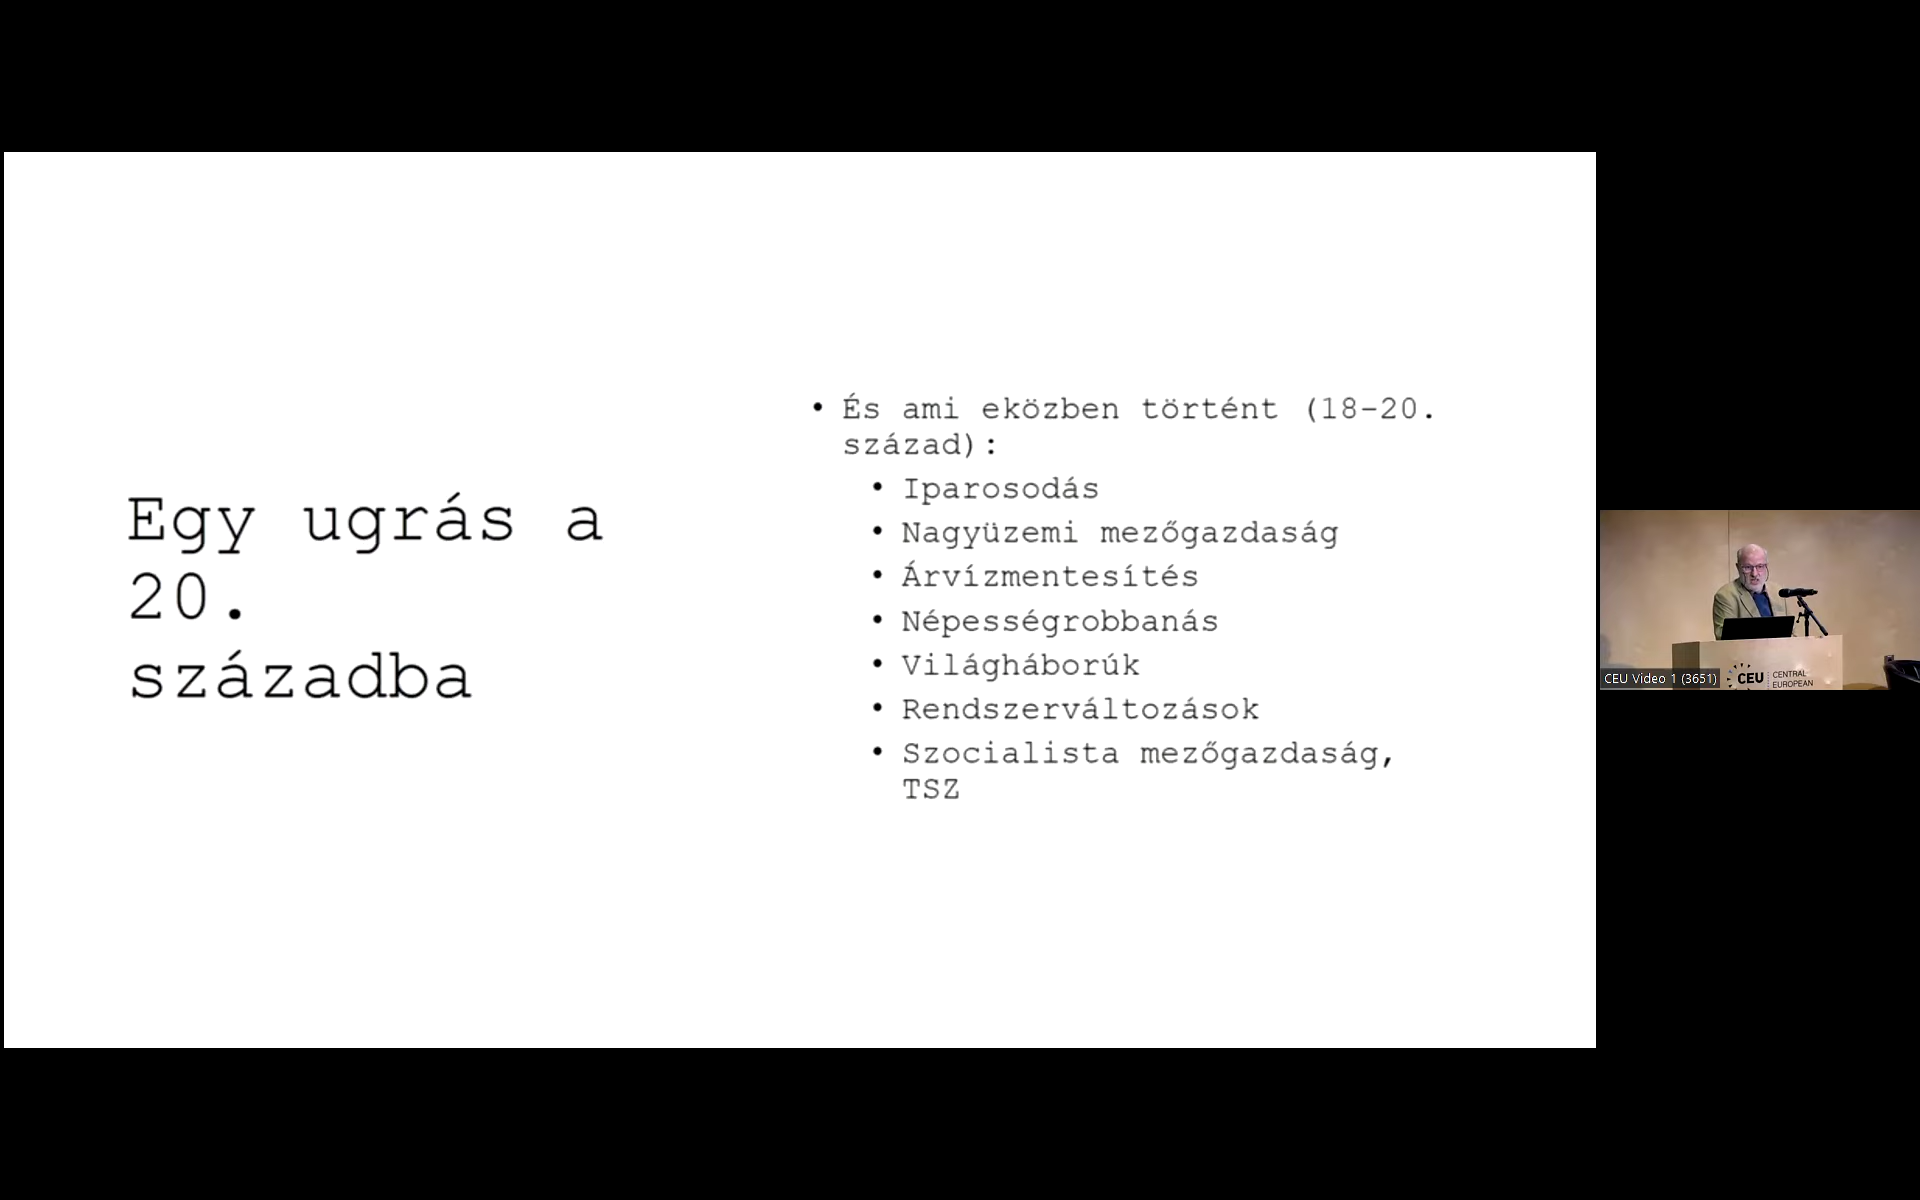 Egy ugrás a
20.
századba
• És ami eközben történt (18-20.
század):
• Iparosodás
• Nagyüzemi mezőgazdaság
• Árvízmentesítés
• Népességrobbanás
• Világháborúk
• Rendszerváltozások
• Szocialista mezőgazdaság,
TSZ
CEU Video 1 (3651)
CEU
CENTRAL
EUROPEAN